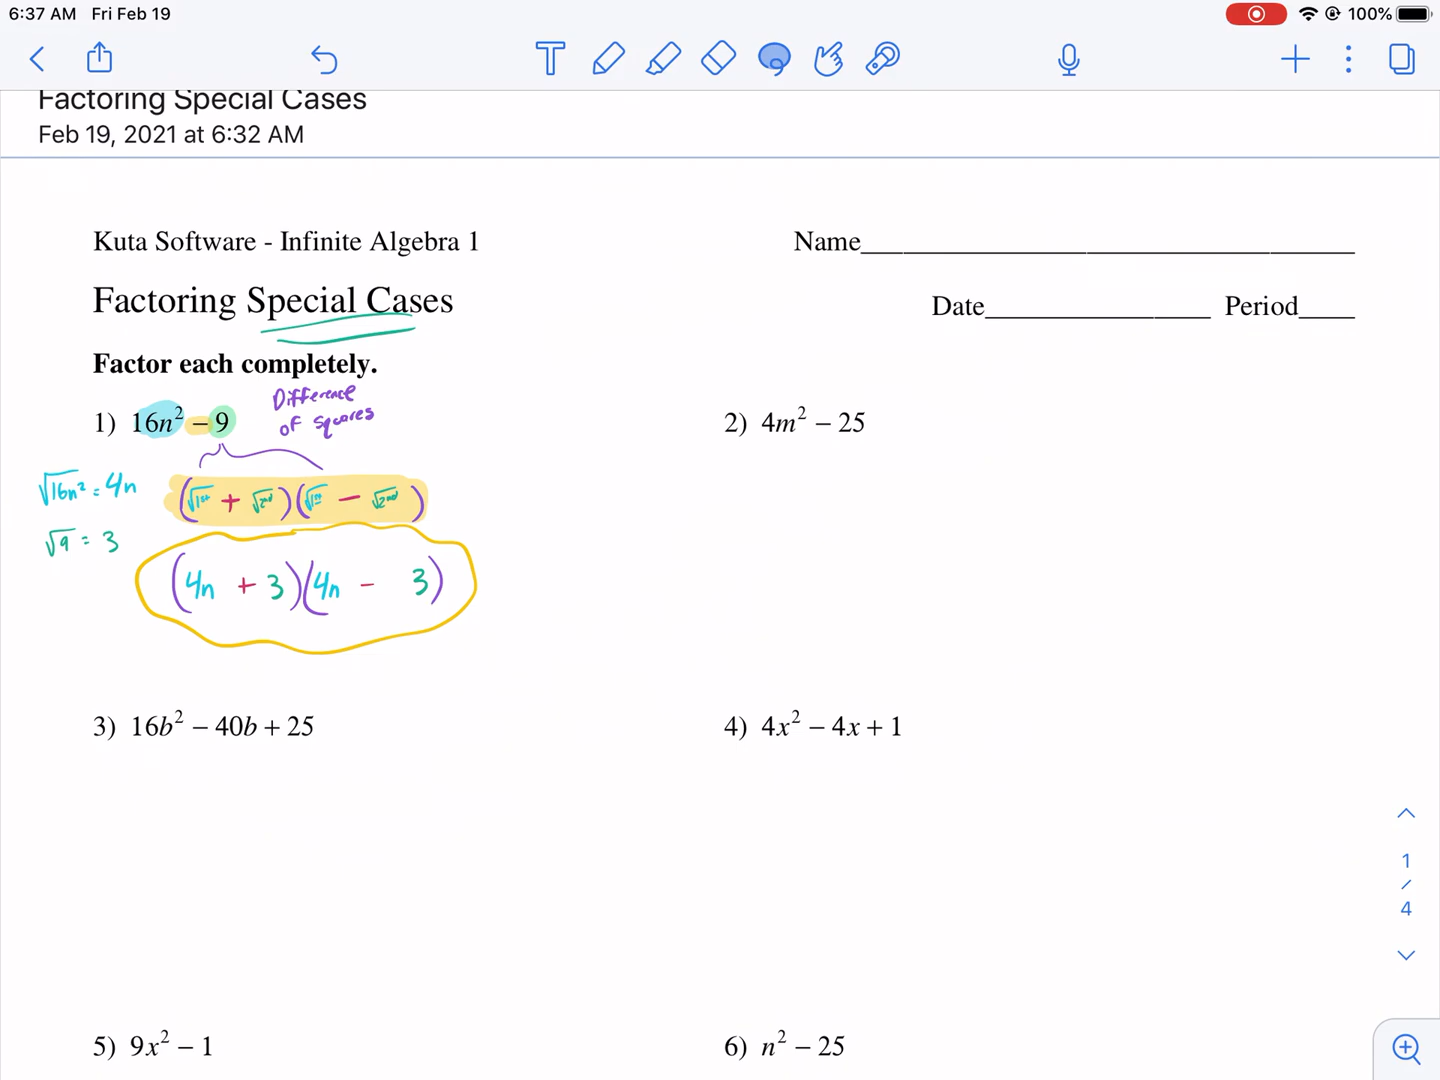 6:37 AM Fri Feb 19
100%
Factoring Special Cases
Feb 19, 2021 at 6:32 AM
Kuta Software - Infinite Algebra 1
Name
Factoring Special Cases
Date Period
Factor each completely.
Difference
of squares
1) 16n² − 9
2) 4m² − 25
√16n² = 4n
(√1st + √2nd)(√1st − √2nd)
√9 = 3
(4n + 3)(4n − 3)
3) 16b² − 40b + 25
4) 4x² − 4x + 1
1
/
4
5) 9x² − 1
6) n² − 25